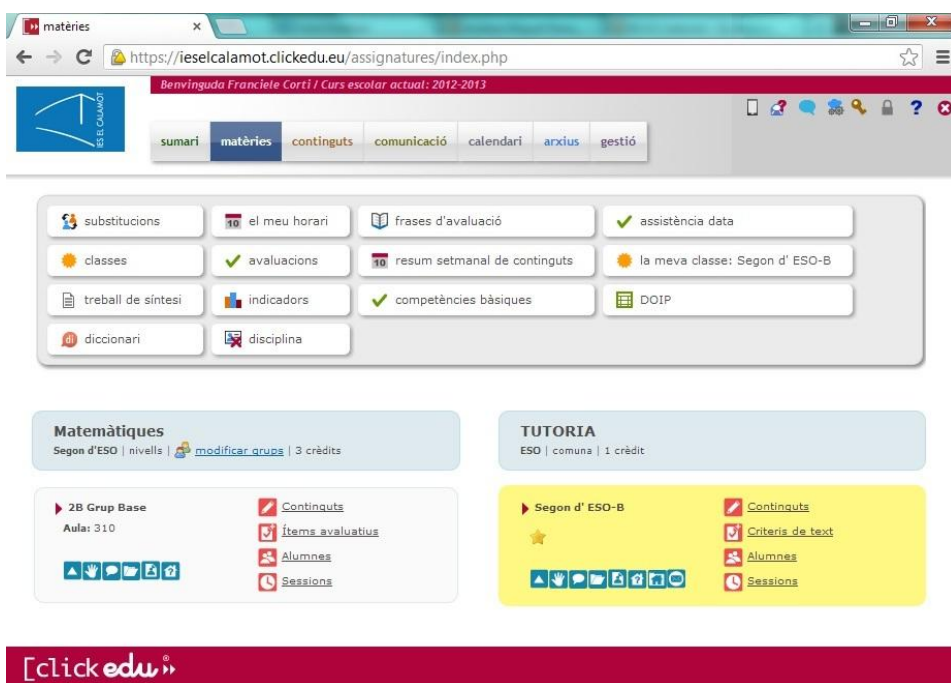 matèries
https://ieselcalamot.clickedu.eu/assignatures/index.php
Benvinguda Franciele Corti / Curs escolar actual: 2012-2013
IES EL CALAMOT
sumari matèries continguts comunicació calendari arxius gestió
substitucions 10 el meu horari frases d'avaluació assistència data
classes avaluacions 10 resum setmanal de continguts la meva classe: Segon d' ESO-B
treball de síntesi indicadors competències bàsiques DOIP
di diccionari disciplina
Matemàtiques
Segon d'ESO | nivells | modificar grups | 3 crèdits
TUTORIA
ESO | comuna | 1 crèdit
2B Grup Base
Aula: 310
Continguts
Ítems avaluatius
Alumnes
Sessions
Segon d' ESO-B
Continguts
Criteris de text
Alumnes
Sessions
[clickedu